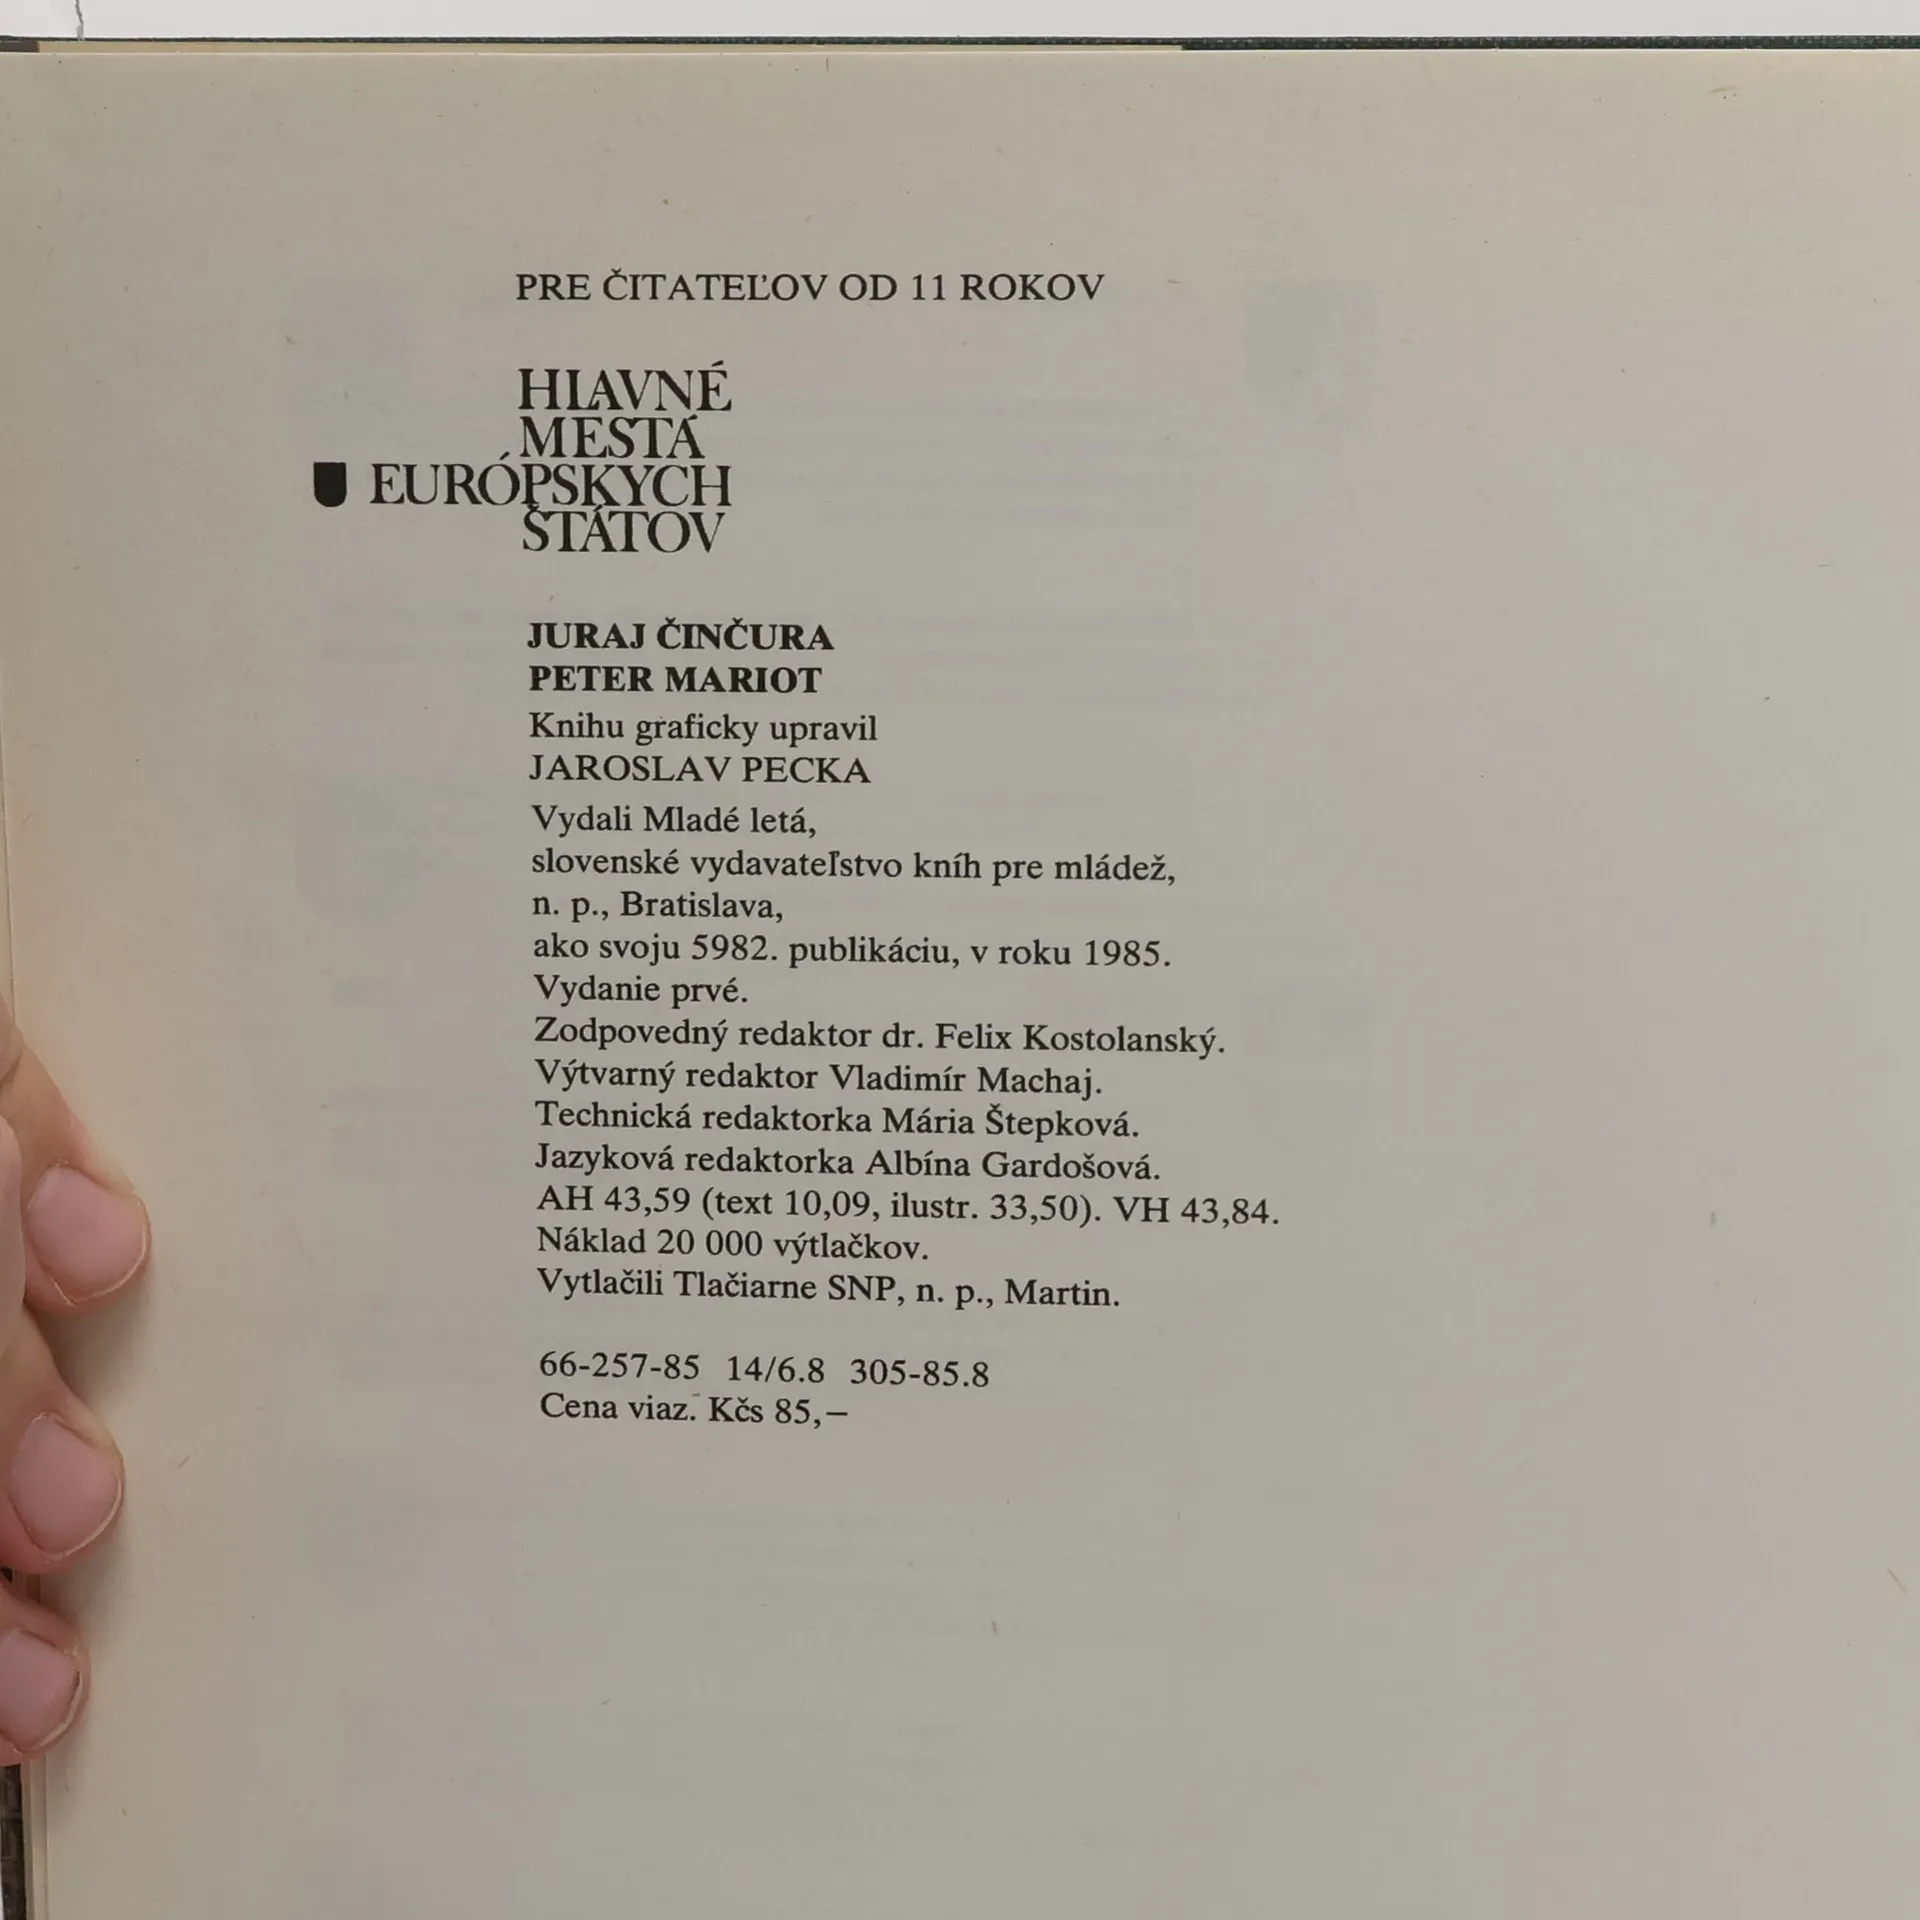 PRE ČITATEĽOV OD 11 ROKOV
HLAVNÉ
MESTÁ
EURÓPSKYCH
ŠTÁTOV
JURAJ ČINČURA
PETER MARIOT
Knihu graficky upravil
JAROSLAV PECKA
Vydali Mladé letá,
slovenské vydavateľstvo kníh pre mládež,
n. p., Bratislava,
ako svoju 5982. publikáciu, v roku 1985.
Vydanie prvé.
Zodpovedný redaktor dr. Felix Kostolanský.
Výtvarný redaktor Vladimír Machaj.
Technická redaktorka Mária Štepková.
Jazyková redaktorka Albína Gardošová.
AH 43,59 (text 10,09, ilustr. 33,50). VH 43,84.
Náklad 20 000 výtlačkov.
Vytlačili Tlačiarne SNP, n. p., Martin.
66-257-85 14/6.8 305-85.8
Cena viaz. Kčs 85,—